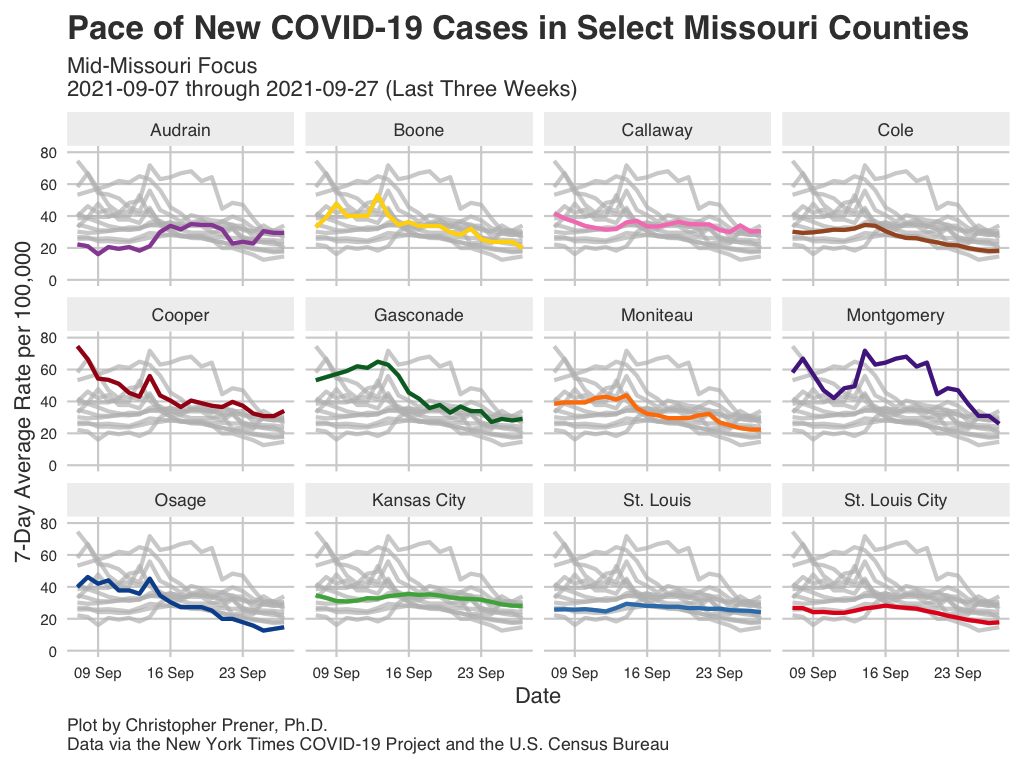 Pace of New COVID-19 Cases in Select Missouri Counties
Mid-Missouri Focus
2021-09-07 through 2021-09-27 (Last Three Weeks)
7-Day Average Rate per 100,000
Audrain
Boone
Callaway
Cole
80
60
40
20
0
Cooper
Gasconade
Moniteau
Montgomery
80
60
40
20
0
Osage
Kansas City
St. Louis
St. Louis City
80
60
40
20
0
09 Sep 16 Sep 23 Sep 09 Sep 16 Sep 23 Sep 09 Sep 16 Sep 23 Sep 09 Sep 16 Sep 23 Sep
Date
Plot by Christopher Prener, Ph.D.
Data via the New York Times COVID-19 Project and the U.S. Census Bureau